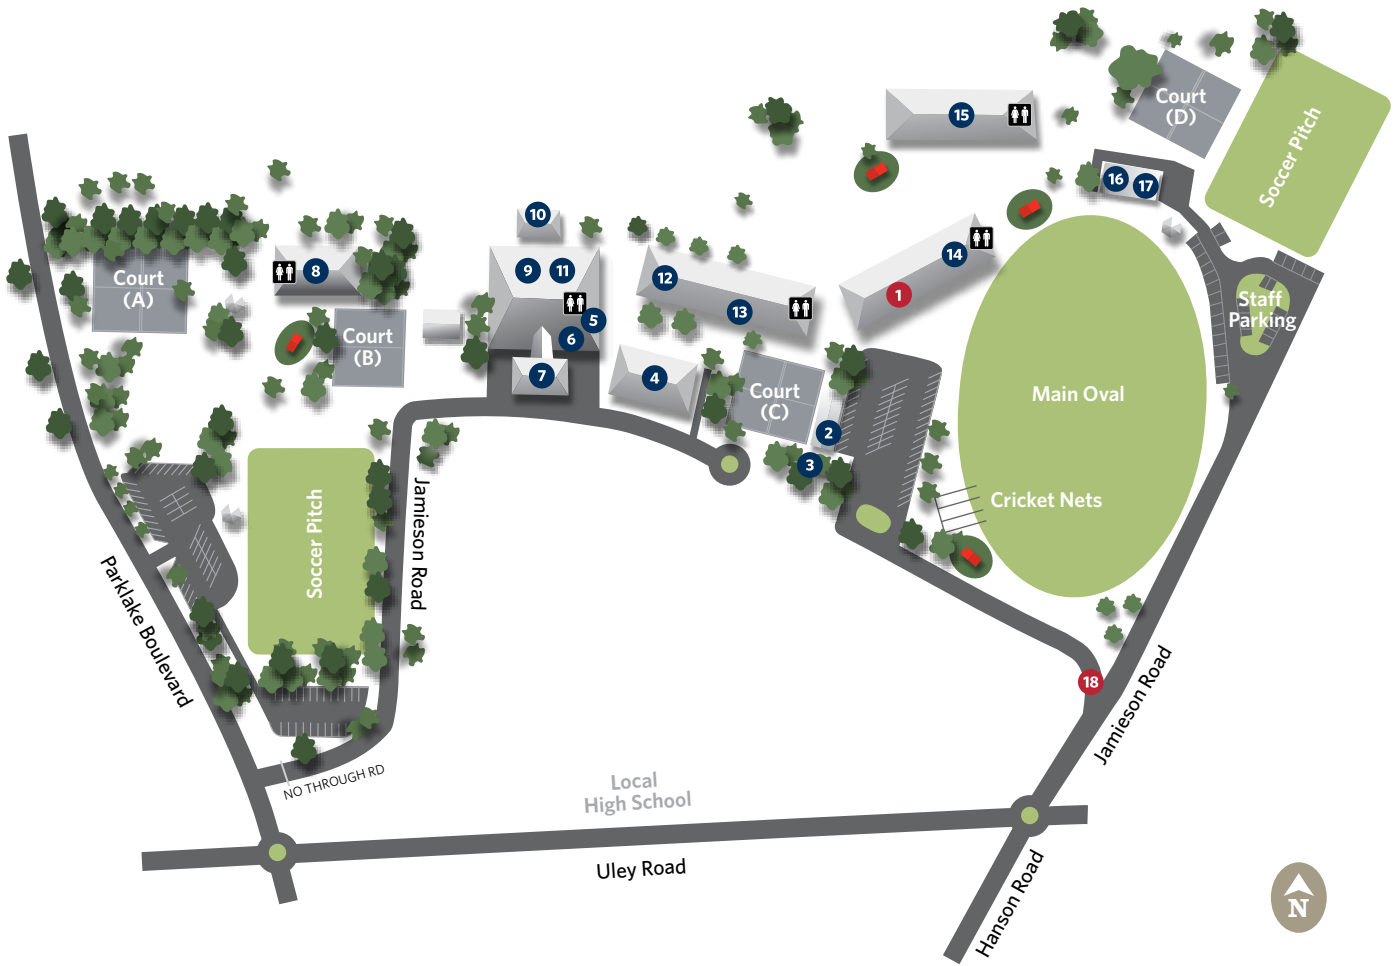 Court
(D)
15
Soccer Pitch
16
17
10
14
Court
(A)
8
9
11
12
1
13
5
Staff
Parking
Court
(B)
6
7
4
Court
(C)
Main Oval
2
3
Cricket Nets
Soccer Pitch
Jamieson Road
Parklake Boulevard
18
Jamieson Road
NO THROUGH RD
Local
High School
Uley Road
Hanson Road
N